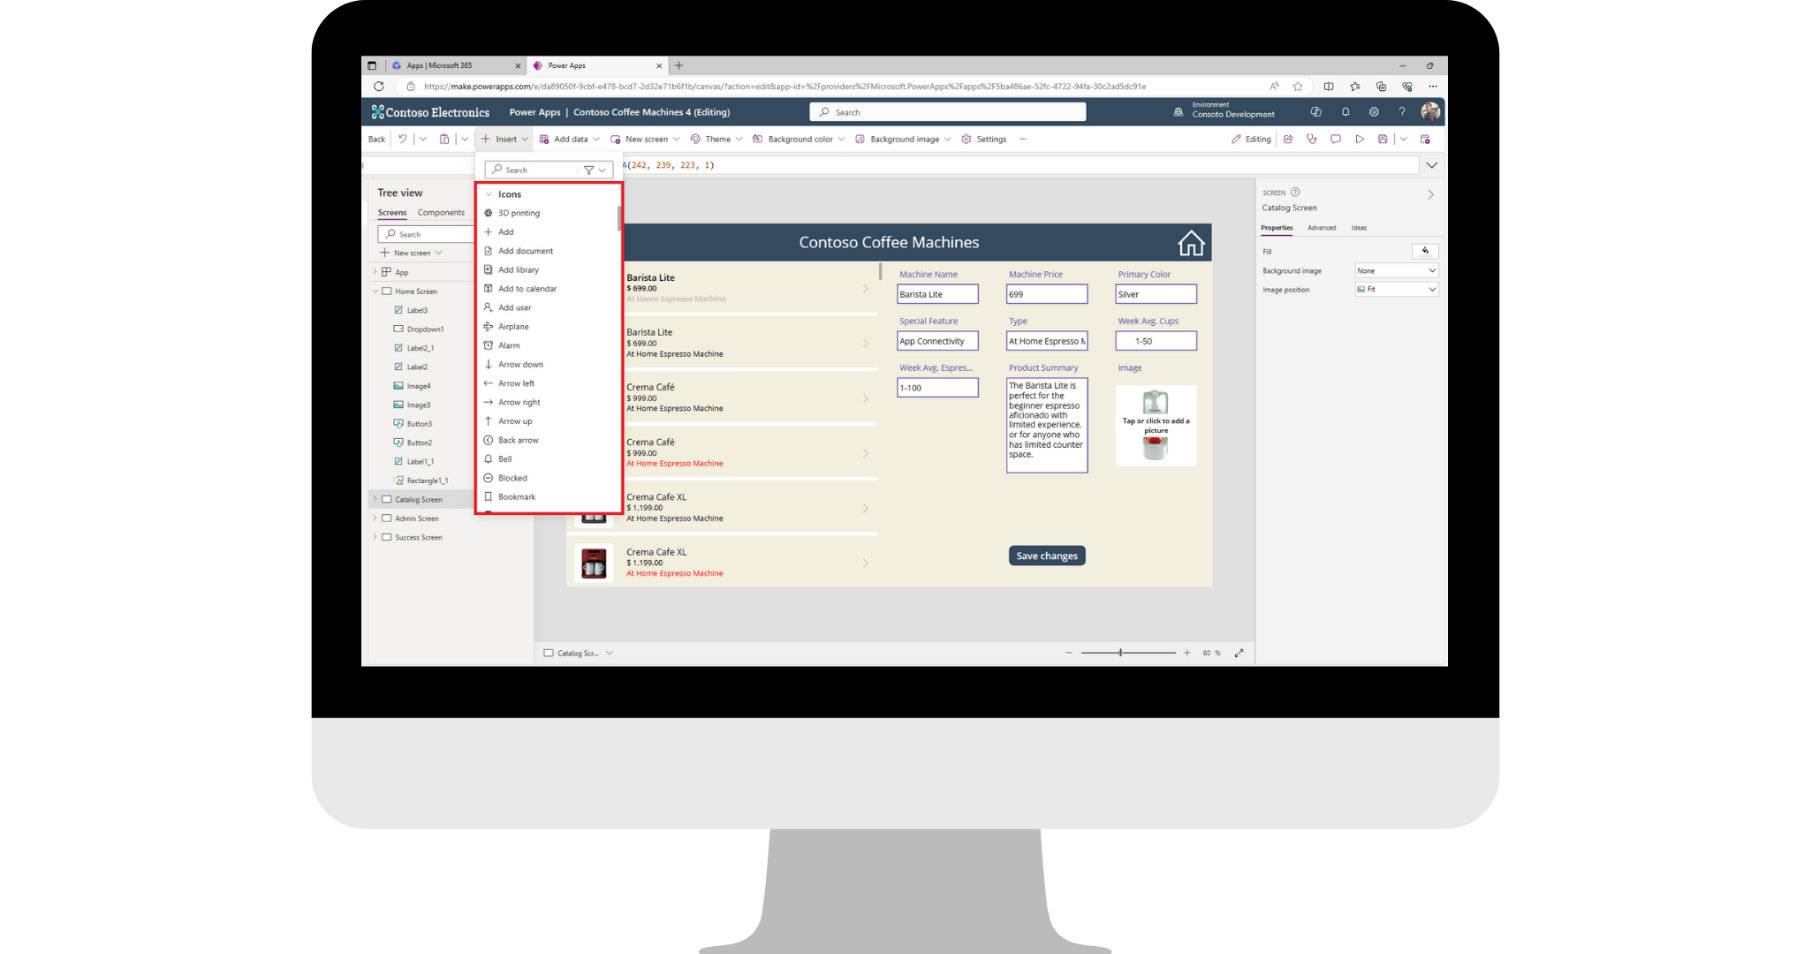 Apps | Microsoft 365
Power Apps
https://make.powerapps.com/e/da89050f-9cbf-e478-bcd7-2d32e71b6f1b/canvas/?action=edit&app-id=%2Fproviders%2FMicrosoft.PowerApps%2Fapps%2F5ba486ae-52fc-4722-94fa-30c2ad5dc91e
Contoso Electronics
Power Apps | Contoso Coffee Machines 4 (Editing)
Search
Environment
Consoto Development
Back
Insert
Add data
New screen
Theme
Background color
Background image
Settings
Editing
Search
(242, 239, 223, 1)
Tree view
Screens
Components
Search
New screen
App
Home Screen
Label3
Dropdown1
Label2_1
Label2
Image4
Image3
Button3
Button2
Label1_1
Rectangle1_1
Catalog Screen
Admin Screen
Success Screen
Icons
3D printing
Add
Add document
Add library
Add to calendar
Add user
Airplane
Alarm
Arrow down
Arrow left
Arrow right
Arrow up
Back arrow
Bell
Blocked
Bookmark
Contoso Coffee Machines
Barista Lite
$ 699.00
At Home Espresso Machine
Barista Lite
$ 699.00
At Home Espresso Machine
Crema Café
$ 999.00
At Home Espresso Machine
Crema Café
$ 999.00
At Home Espresso Machine
Crema Cafe XL
$ 1,199.00
At Home Espresso Machine
Crema Cafe XL
$ 1,199.00
At Home Espresso Machine
Machine Name
Machine Price
Primary Color
Barista Lite
699
Silver
Special Feature
Type
Week Avg. Cups
App Connectivity
At Home Espresso M
1-50
Week Avg. Espres...
Product Summary
Image
1-100
The Barista Lite is
perfect for the
beginner espresso
aficionado with
limited experience.
or for anyone who
has limited counter
space.
Tap or click to add a
picture
Save changes
Catalog Scr...
80 %
SCREEN
Catalog Screen
Properties
Advanced
Ideas
Fill
Background image
None
Image position
Fit